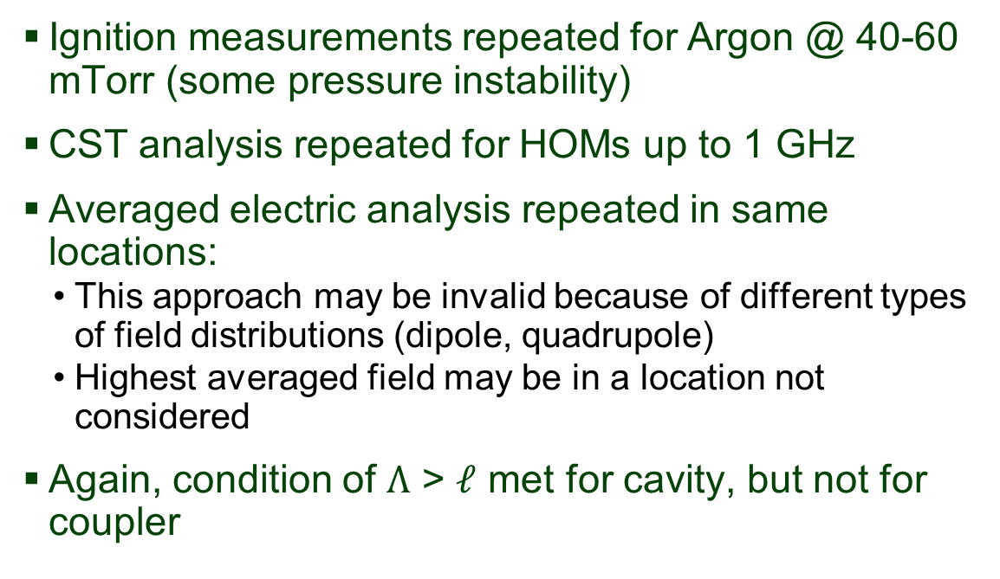 ▪ Ignition measurements repeated for Argon @ 40-60
mTorr (some pressure instability)
▪ CST analysis repeated for HOMs up to 1 GHz
▪ Averaged electric analysis repeated in same
locations:
• This approach may be invalid because of different types
of field distributions (dipole, quadrupole)
• Highest averaged field may be in a location not
considered
▪ Again, condition of Λ > ℓ met for cavity, but not for
coupler